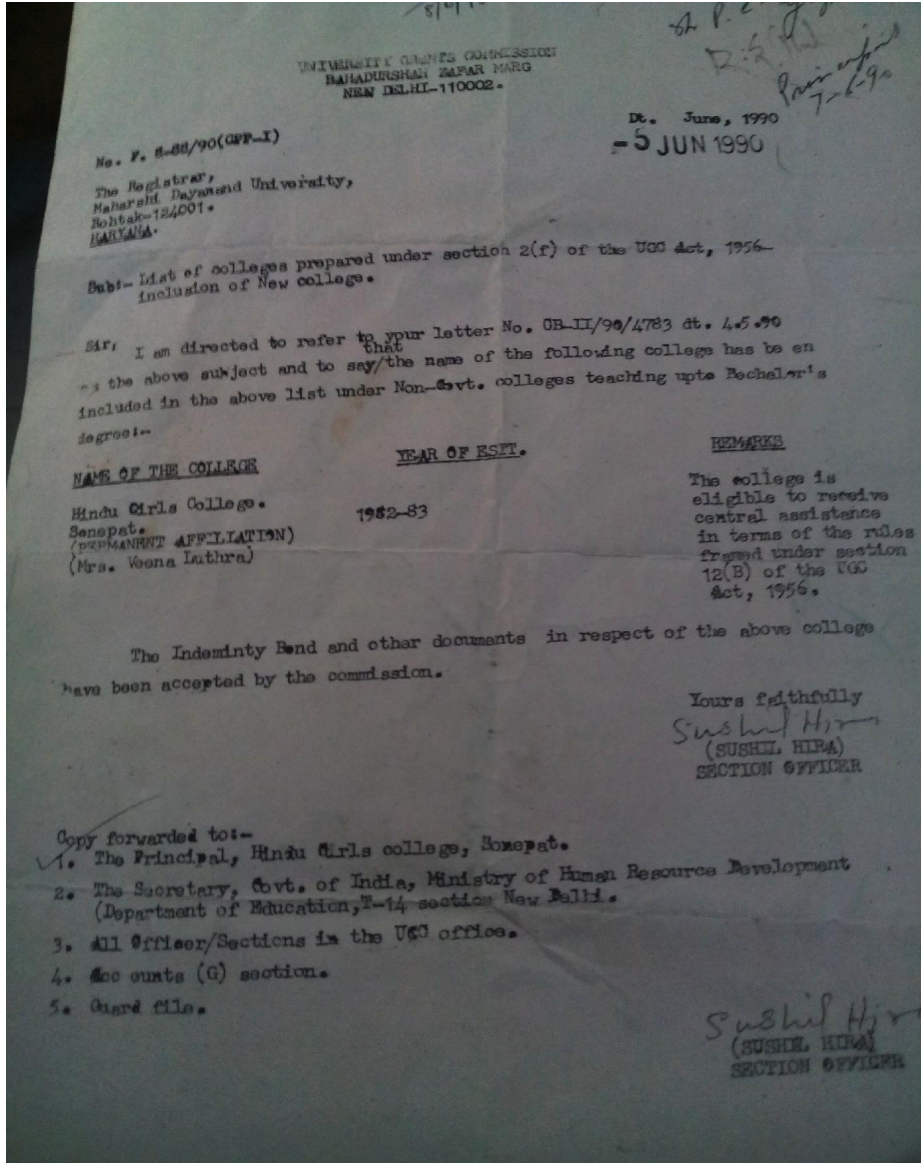 UNIVERSITY GRANTS COMMISSION
BAHADURSHAH ZAFAR MARG
NEW DELHI-110002.
Dt. June, 1990
-5 JUN 1990
Principal
7-6-90
No. F. 8-88/90(CPP-I)
The Registrar,
Maharshi Dayanand University,
Rohtak-124001.
HARYANA.
Sub:- List of colleges prepared under section 2(f) of the UGC Act, 1956-
inclusion of New college.
Sir,
I am directed to refer to your letter No. CB-II/90/4783 dt. 4.5.90
that
the above subject and to say/the name of the following college has be en
included in the above list under Non-Govt. colleges teaching upto Bechelor's
degree:-
NAME OF THE COLLEGE YEAR OF ESTT. REMARKS
Hindu Girls College.
Sonepat.
(PERMANENT AFFILIATION)
(Mrs. Veena Luthra)
1982-83
The college is
eligible to receive
central assistance
in terms of the rules
framed under section
12(B) of the UGC
Act, 1956.
The Indeminty Bond and other documents in respect of the above college
have been accepted by the commission.
Yours faithfully
Sushil Hira
(SUSHIL HIRA)
SECTION OFFICER
Copy forwarded to:-
1. The Principal, Hindu Girls college, Sonepat.
2. The Secretary, Govt. of India, Ministry of Human Resource Development
(Department of Education,T-14 section New Delhi.
3. All Officer/Sections in the UGC office.
4. Acc ounts (G) section.
5. Guard file.
Sushil Hira
(SUSHIL HIRA)
SECTION OFFICER